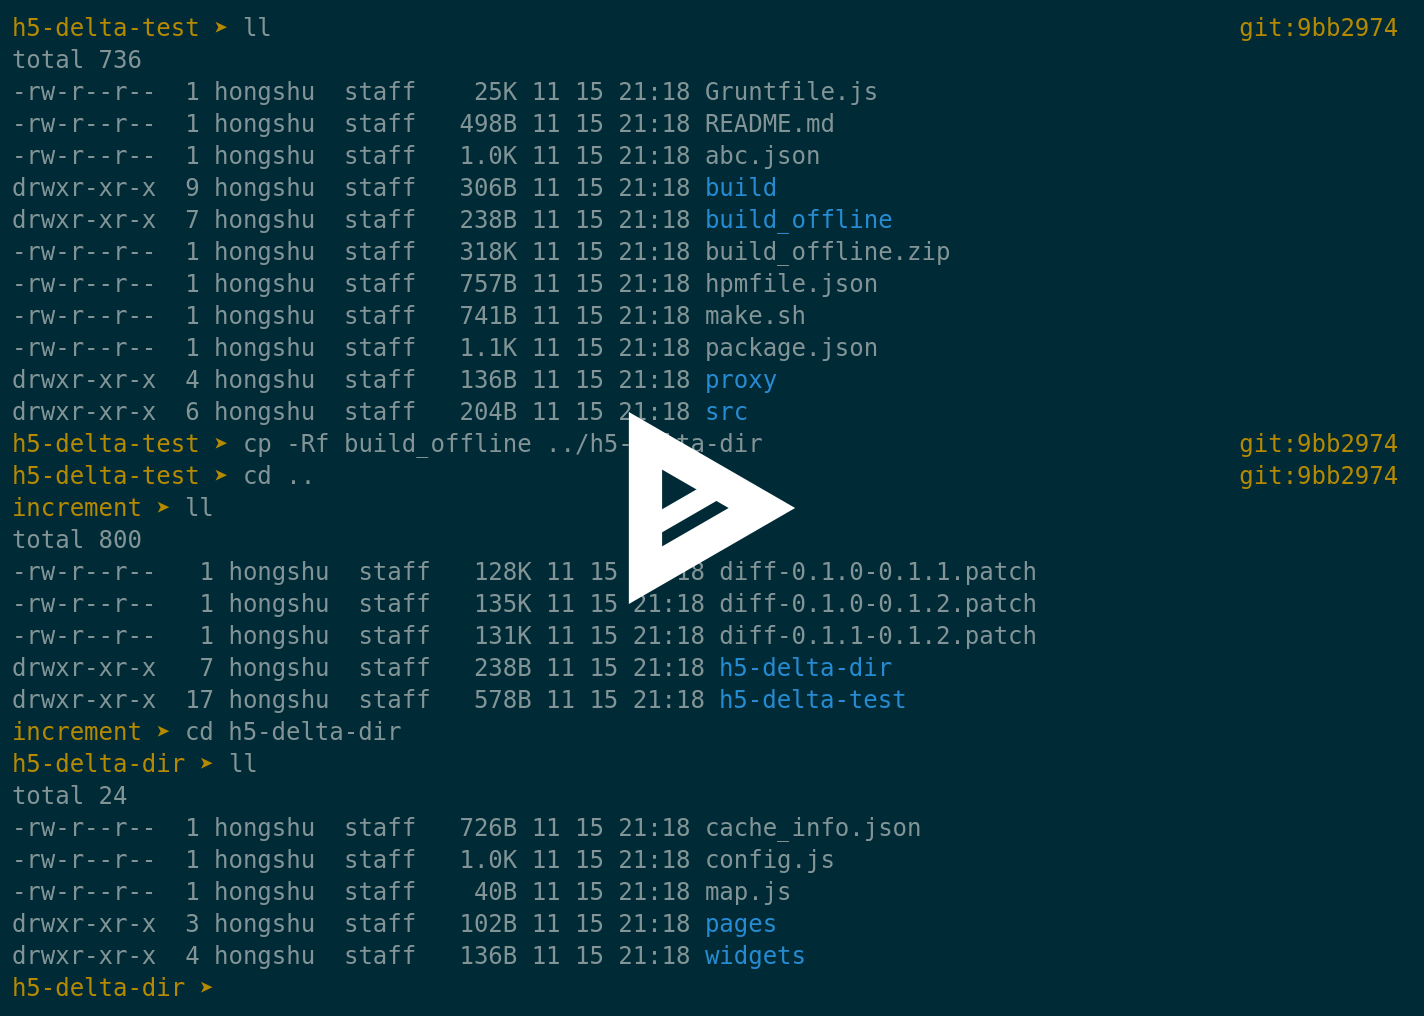 h5-delta-test ➤ ll git:9bb2974
total 736
-rw-r--r--  1 hongshu  staff    25K 11 15 21:18 Gruntfile.js
-rw-r--r--  1 hongshu  staff   498B 11 15 21:18 README.md
-rw-r--r--  1 hongshu  staff   1.0K 11 15 21:18 abc.json
drwxr-xr-x  9 hongshu  staff   306B 11 15 21:18 build
drwxr-xr-x  7 hongshu  staff   238B 11 15 21:18 build_offline
-rw-r--r--  1 hongshu  staff   318K 11 15 21:18 build_offline.zip
-rw-r--r--  1 hongshu  staff   757B 11 15 21:18 hpmfile.json
-rw-r--r--  1 hongshu  staff   741B 11 15 21:18 make.sh
-rw-r--r--  1 hongshu  staff   1.1K 11 15 21:18 package.json
drwxr-xr-x  4 hongshu  staff   136B 11 15 21:18 proxy
drwxr-xr-x  6 hongshu  staff   204B 11 15 21:18 src
h5-delta-test ➤ cp -Rf build_offline ../h5-delta-dir git:9bb2974
h5-delta-test ➤ cd .. git:9bb2974
increment ➤ ll
total 800
-rw-r--r--   1 hongshu  staff   128K 11 15 21:18 diff-0.1.0-0.1.1.patch
-rw-r--r--   1 hongshu  staff   135K 11 15 21:18 diff-0.1.0-0.1.2.patch
-rw-r--r--   1 hongshu  staff   131K 11 15 21:18 diff-0.1.1-0.1.2.patch
drwxr-xr-x   7 hongshu  staff   238B 11 15 21:18 h5-delta-dir
drwxr-xr-x  17 hongshu  staff   578B 11 15 21:18 h5-delta-test
increment ➤ cd h5-delta-dir
h5-delta-dir ➤ ll
total 24
-rw-r--r--  1 hongshu  staff   726B 11 15 21:18 cache_info.json
-rw-r--r--  1 hongshu  staff   1.0K 11 15 21:18 config.js
-rw-r--r--  1 hongshu  staff    40B 11 15 21:18 map.js
drwxr-xr-x  3 hongshu  staff   102B 11 15 21:18 pages
drwxr-xr-x  4 hongshu  staff   136B 11 15 21:18 widgets
h5-delta-dir ➤